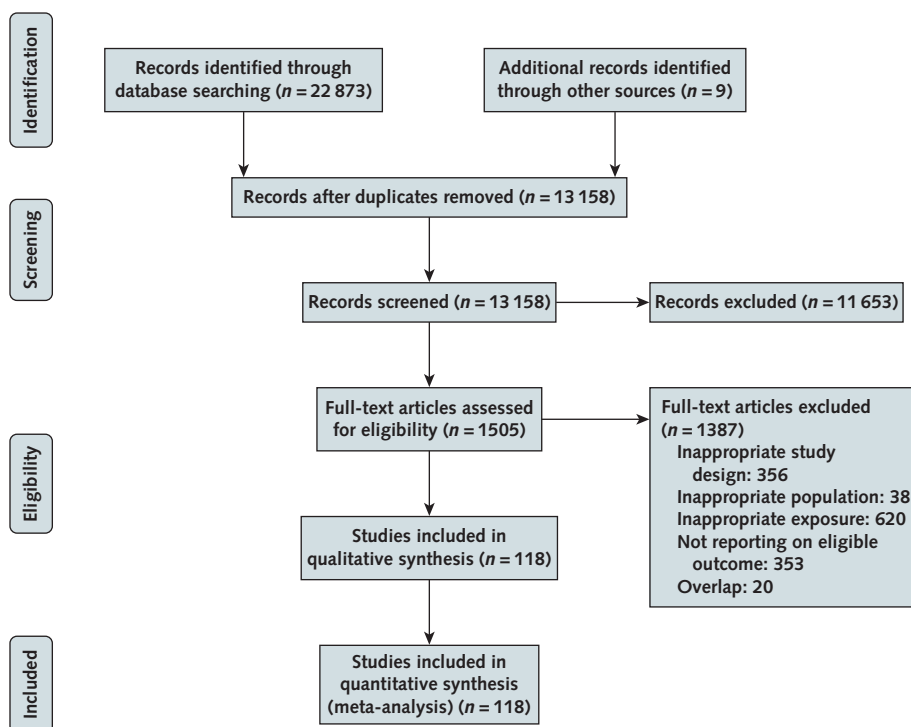 Identification
Records identified through
database searching (n = 22 873)
Additional records identified
through other sources (n = 9)
Records after duplicates removed (n = 13 158)
Screening
Records screened (n = 13 158)
Records excluded (n = 11 653)
Eligibility
Full-text articles assessed
for eligibility (n = 1505)
Full-text articles excluded
(n = 1387)
Inappropriate study
design: 356
Inappropriate population: 38
Inappropriate exposure: 620
Not reporting on eligible
outcome: 353
Overlap: 20
Studies included in
qualitative synthesis (n = 118)
Included
Studies included in
quantitative synthesis
(meta-analysis) (n = 118)